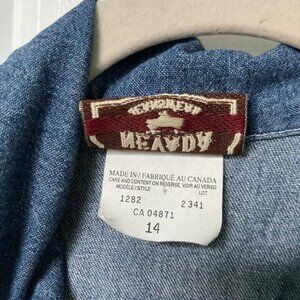 NEVADA
MADE IN / FABRIQUÉ AU CANADA
CARE AND CONTENT ON REVERSE, VOIR AU VERSO
MODÈLE/STYLE LOT
1282 2341
CA 04871
14